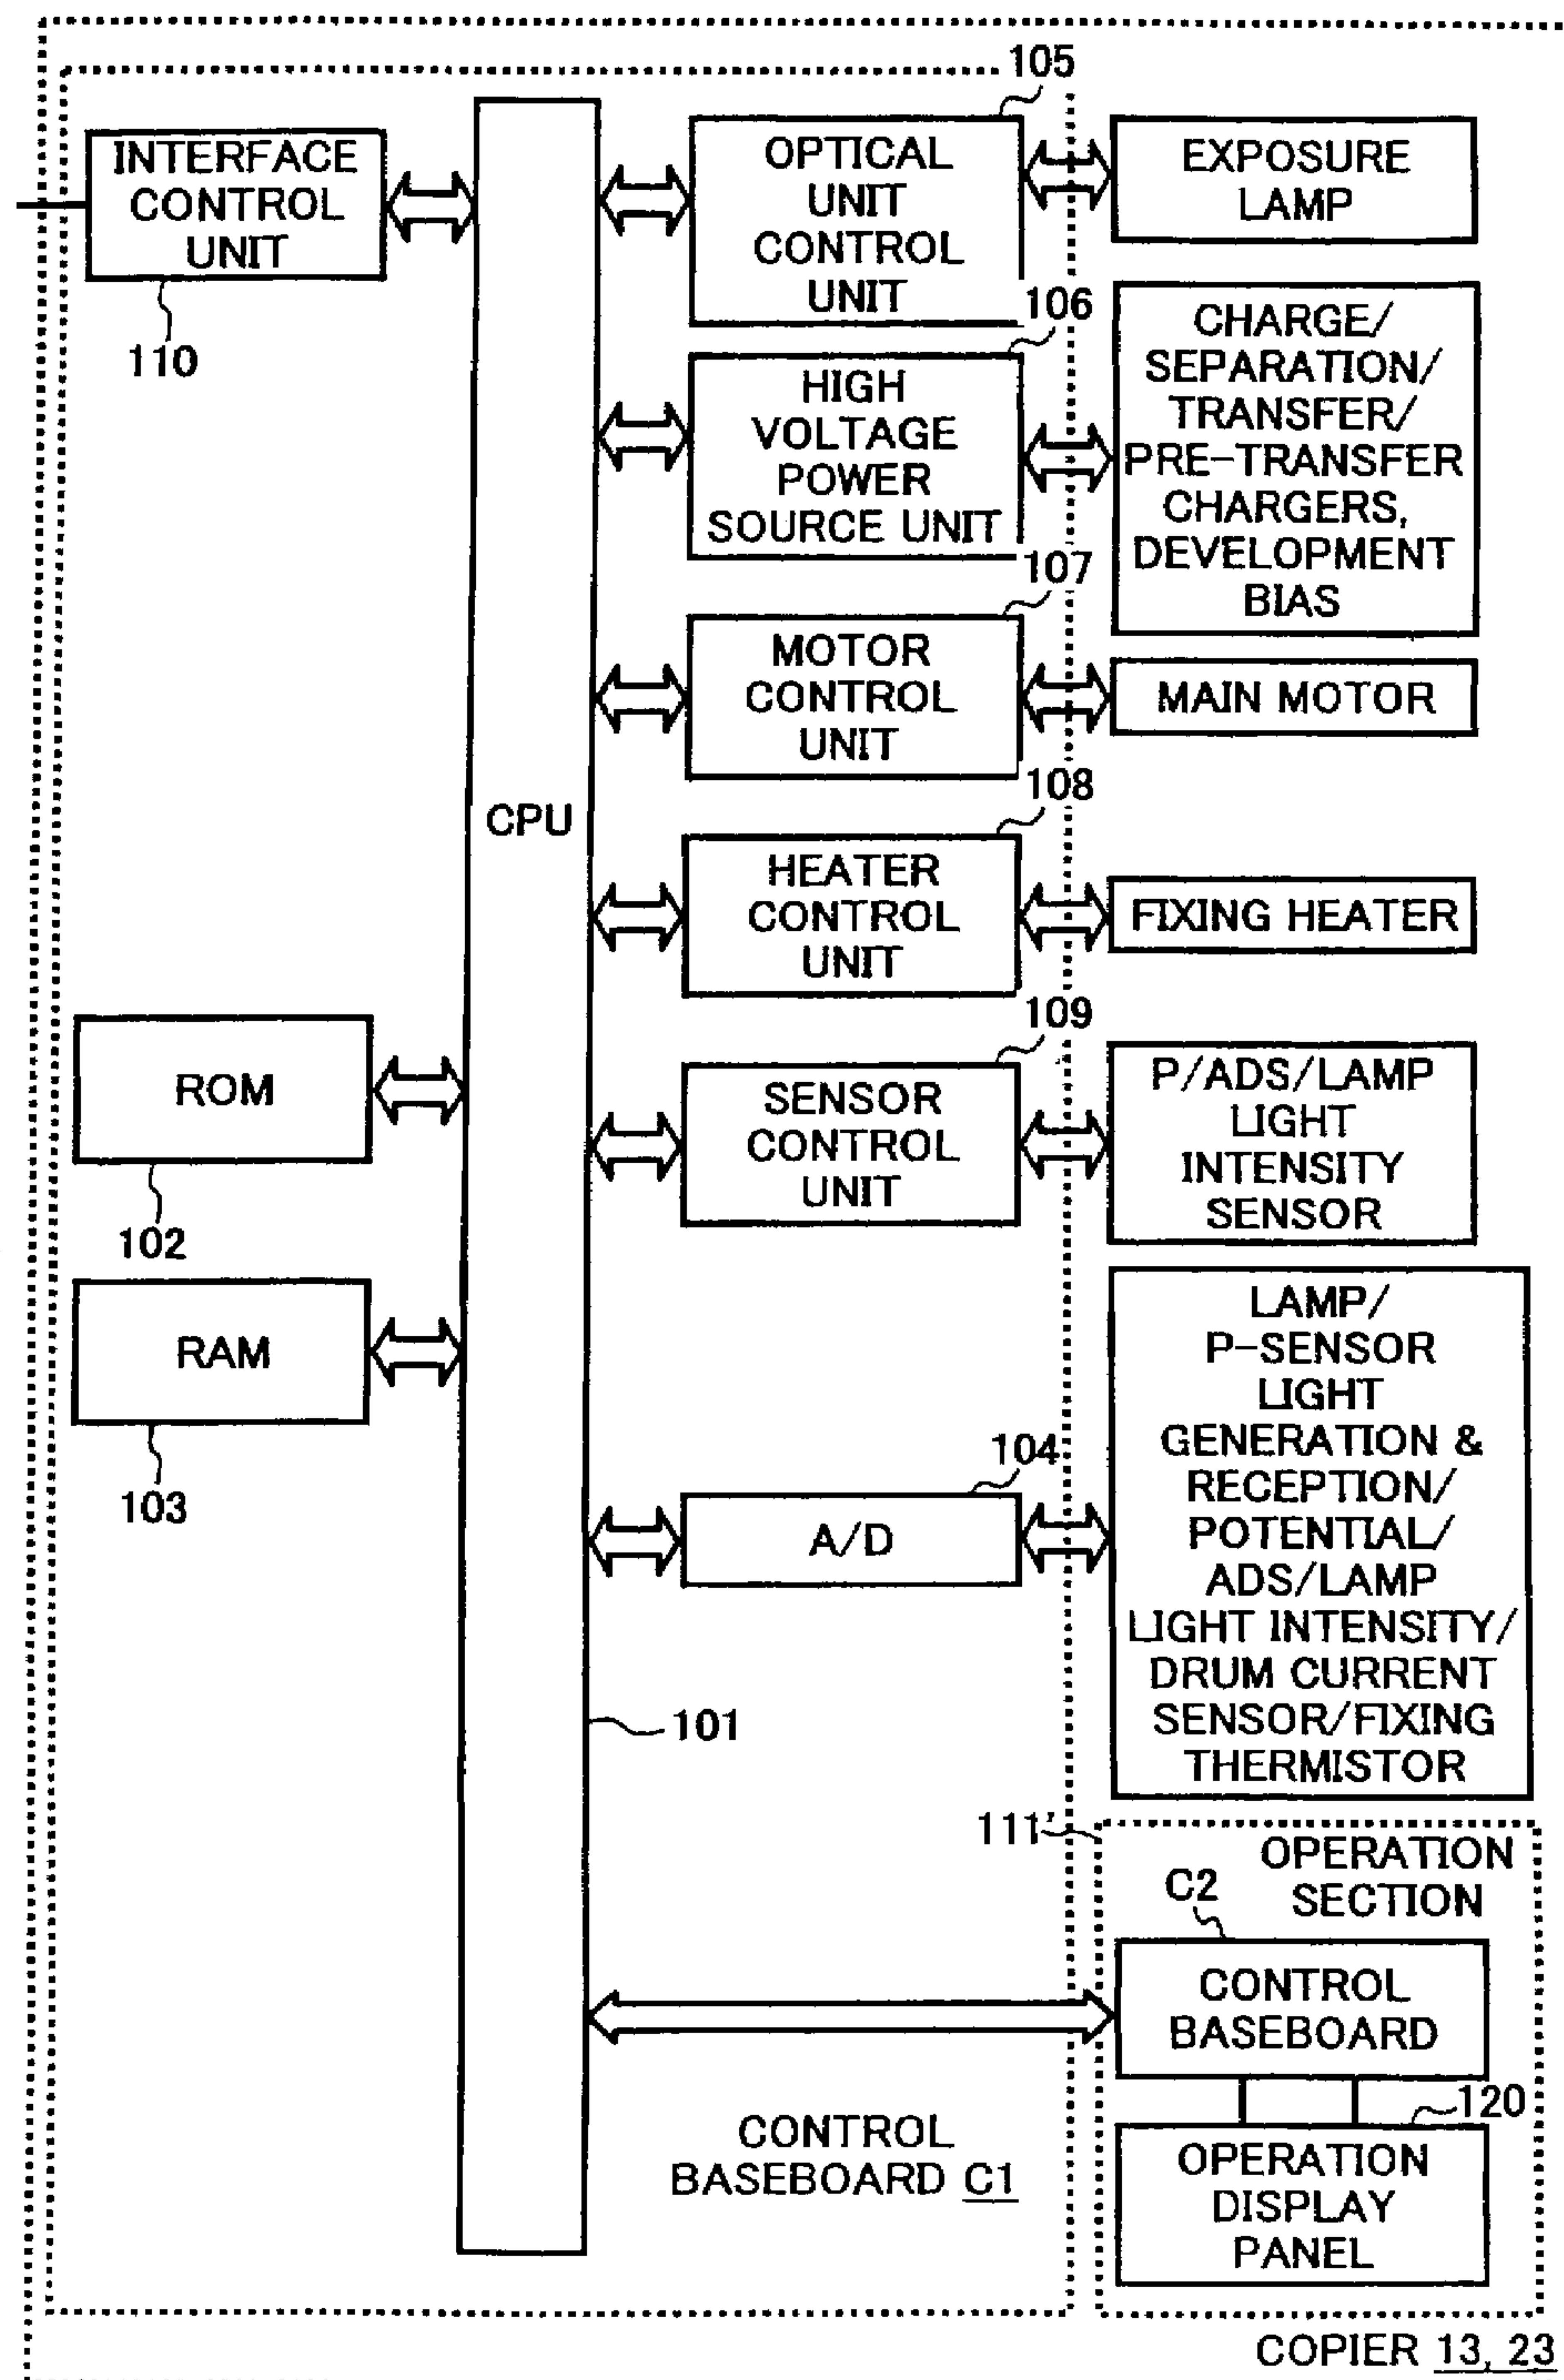 105
INTERFACE
CONTROL
UNIT
110
OPTICAL
UNIT
CONTROL
UNIT
EXPOSURE
LAMP
106
HIGH
VOLTAGE
POWER
SOURCE UNIT
CHARGE/
SEPARATION/
TRANSFER/
PRE-TRANSFER
CHARGERS,
DEVELOPMENT
BIAS
107
MOTOR
CONTROL
UNIT
MAIN MOTOR
CPU
108
HEATER
CONTROL
UNIT
FIXING HEATER
ROM
102
109
SENSOR
CONTROL
UNIT
P/ADS/LAMP
LIGHT
INTENSITY
SENSOR
RAM
103
104
A/D
LAMP/
P-SENSOR
LIGHT
GENERATION &
RECEPTION/
POTENTIAL/
ADS/LAMP
LIGHT INTENSITY/
DRUM CURRENT
SENSOR/FIXING
THERMISTOR
101
111'
OPERATION
SECTION
C2
CONTROL
BASEBOARD
120
OPERATION
DISPLAY
PANEL
CONTROL
BASEBOARD C1
COPIER 13, 23